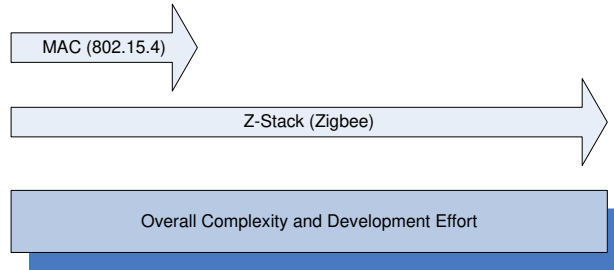 MAC (802.15.4)
Z-Stack (Zigbee)
Overall Complexity and Development Effort